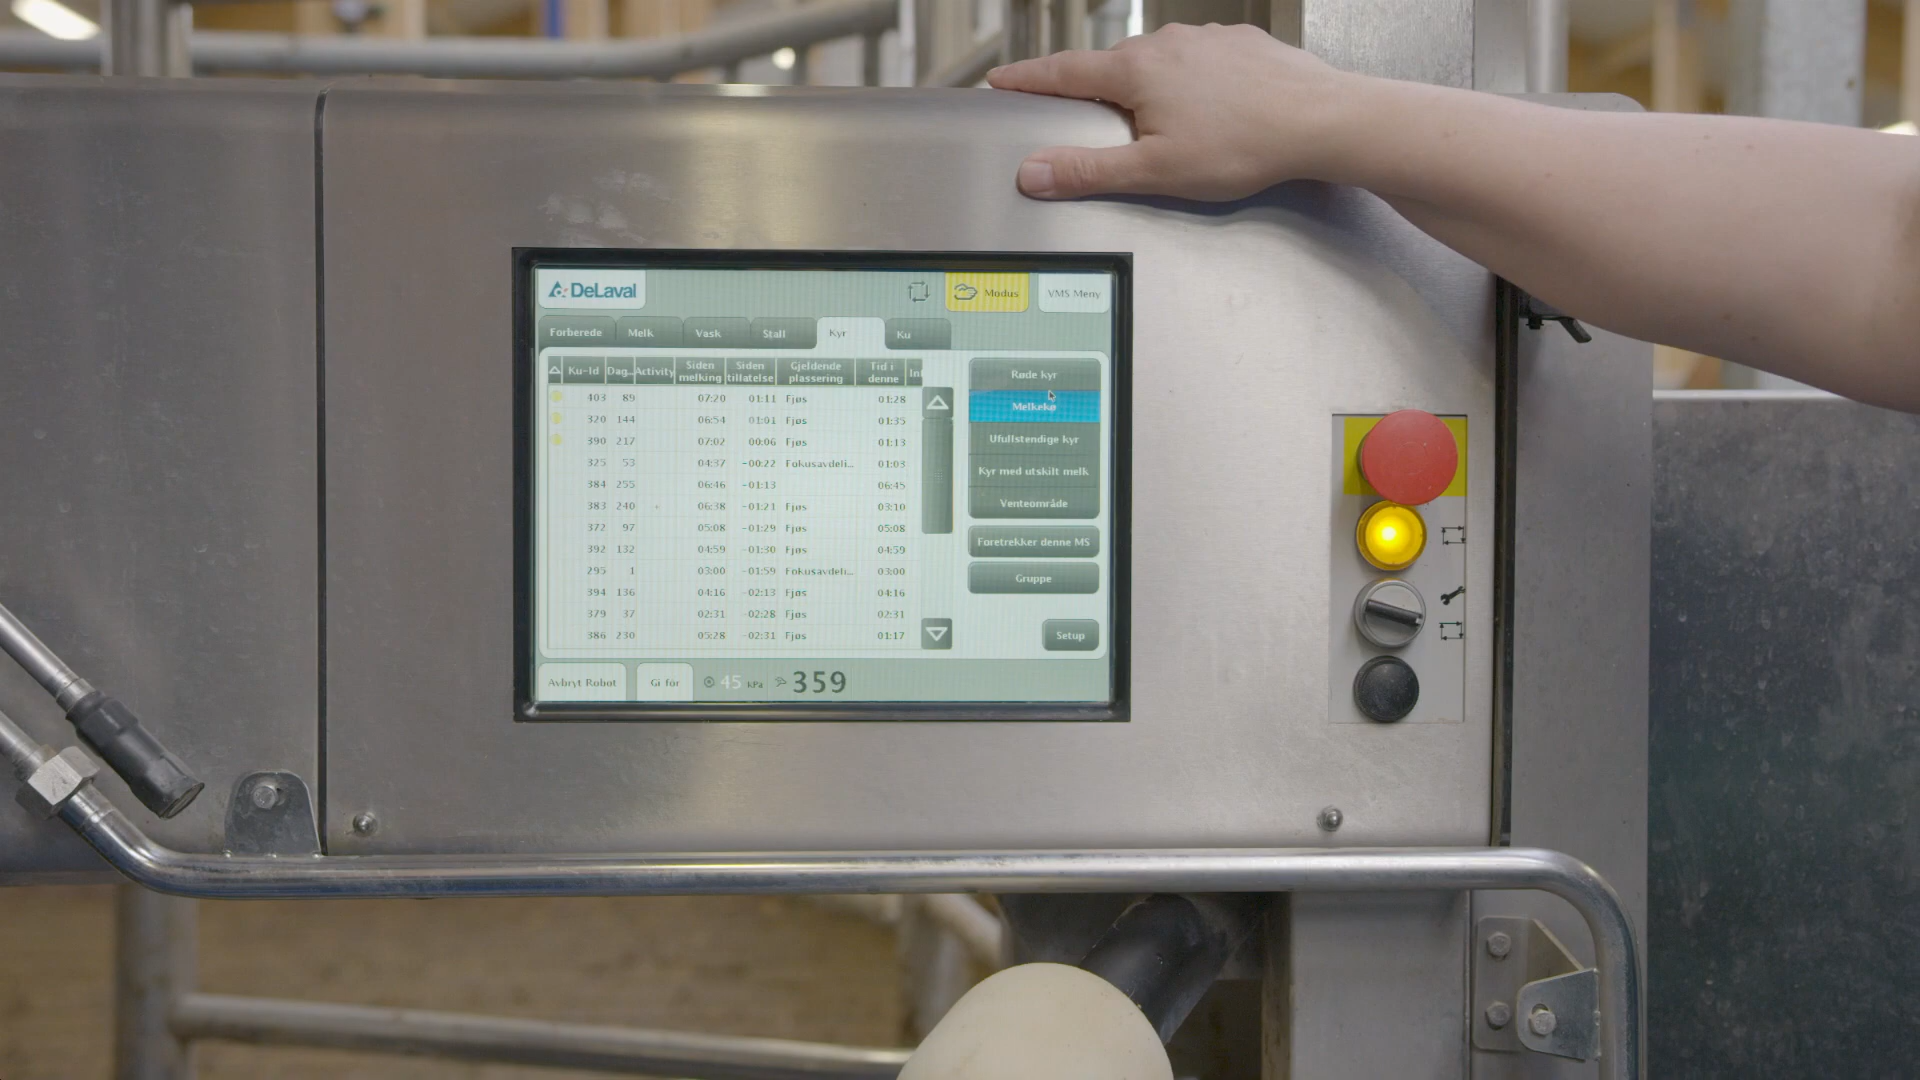 DeLaval
Modus
VMS Meny
Forberede Melk Vask Stall Kyr Ku
Ku-Id Dag... Activity Siden melking Siden tillatelse Gjeldende plassering Tid i denne Inf
403 89 07:20 01:11 Fjøs 01:28
320 144 06:54 01:01 Fjøs 01:35
390 217 07:02 00:06 Fjøs 01:13
325 53 04:37 -00:22 Fokusavdeli... 01:03
384 255 06:46 -01:13 06:45
383 240 06:38 -01:21 Fjøs 03:10
372 97 05:08 -01:29 Fjøs 05:08
392 132 04:59 -01:30 Fjøs 04:59
295 1 03:00 -01:59 Fokusavdeli... 03:00
394 136 04:16 -02:13 Fjøs 04:16
379 37 02:31 -02:28 Fjøs 02:31
386 230 05:28 -02:31 Fjøs 01:17
Røde kyr
Melkekø
Ufullstendige kyr
Kyr med utskilt melk
Venteområde
Foretrekker denne MS
Gruppe
Setup
Avbryt Robot
Gi fôr
45 kPa
359